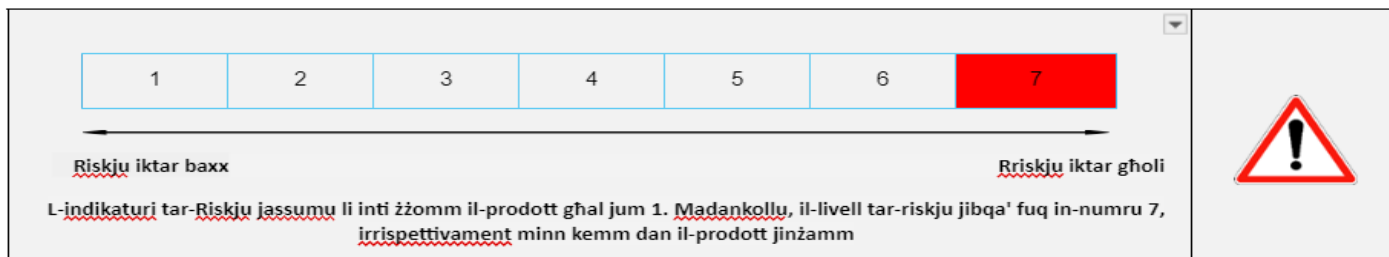 1 2 3 4 5 6 7
Riskju iktar baxx Rriskju iktar għoli
L-indikaturi tar-Riskju jassumu li inti żżomm il-prodott għal jum 1. Madankollu, il-livell tar-riskju jibqa' fuq in-numru 7,
irrispettivament minn kemm dan il-prodott jinżamm